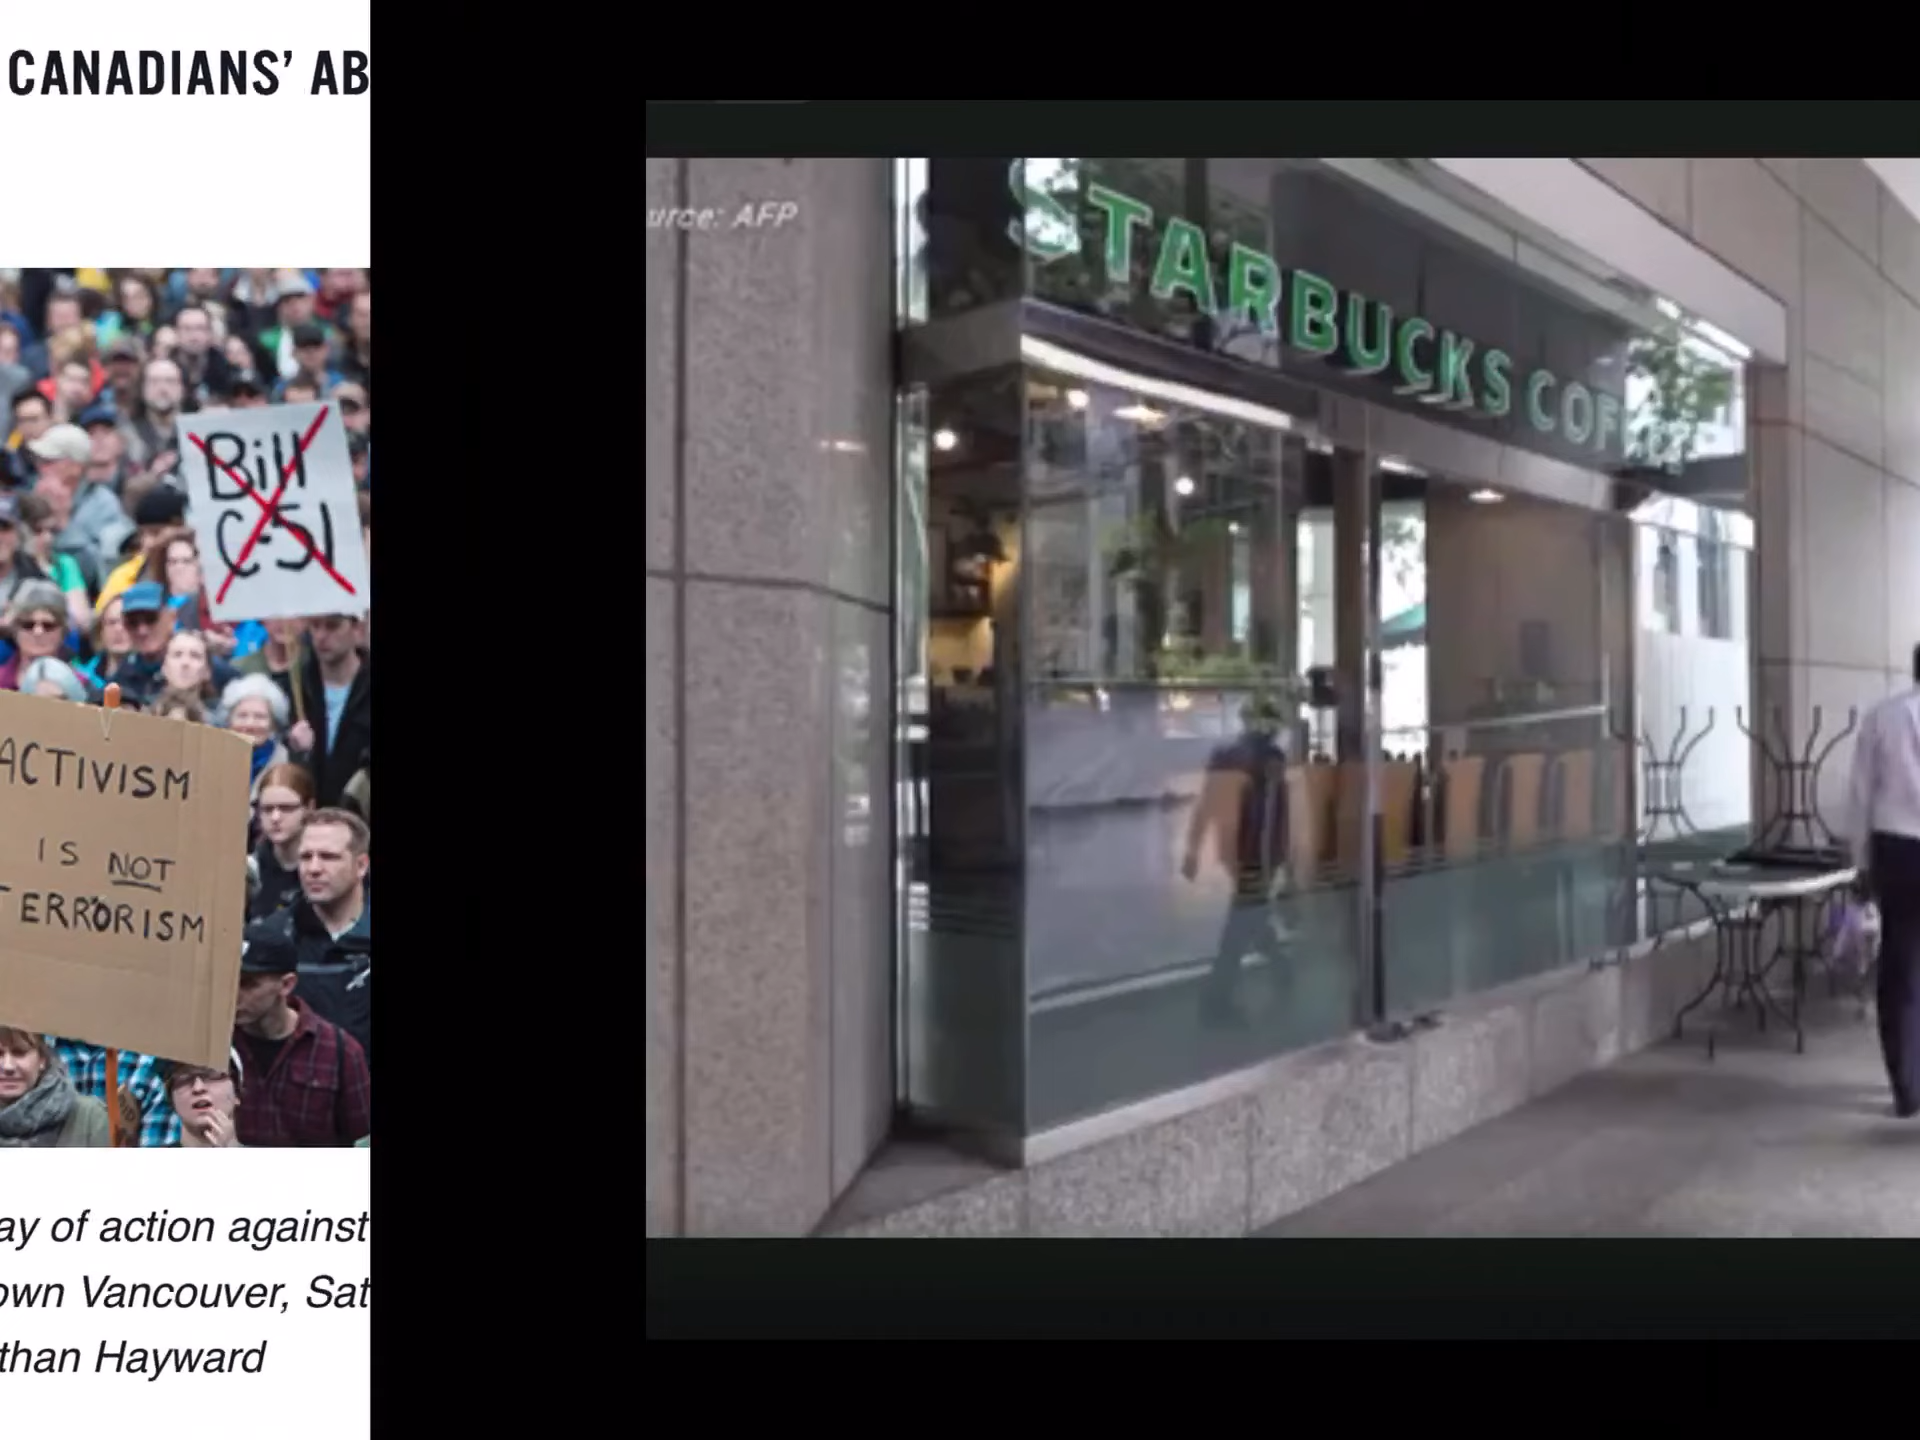 CANADIANS' AB
Bill
C-51
ACTIVISM
IS NOT
TERRORISM
ay of action against
own Vancouver, Sat
than Hayward
urce: AFP
STARBUCKS COFFEE